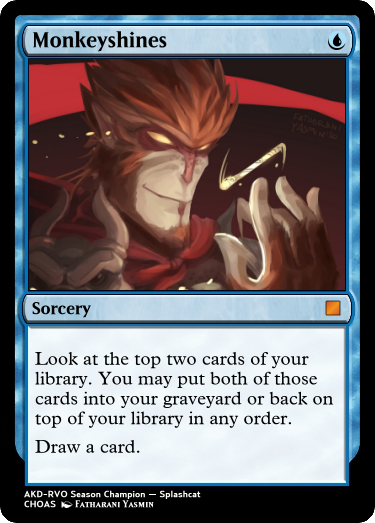 Monkeyshines
FATHARANI
Sorcery
Look at the top two cards of your
library. You may put both of those
cards into your graveyard or back on
top of your library in any order.
Draw a card.
AKD-RVO Season Champion — Splashcat
CHOAS FATHARANI YASMIN